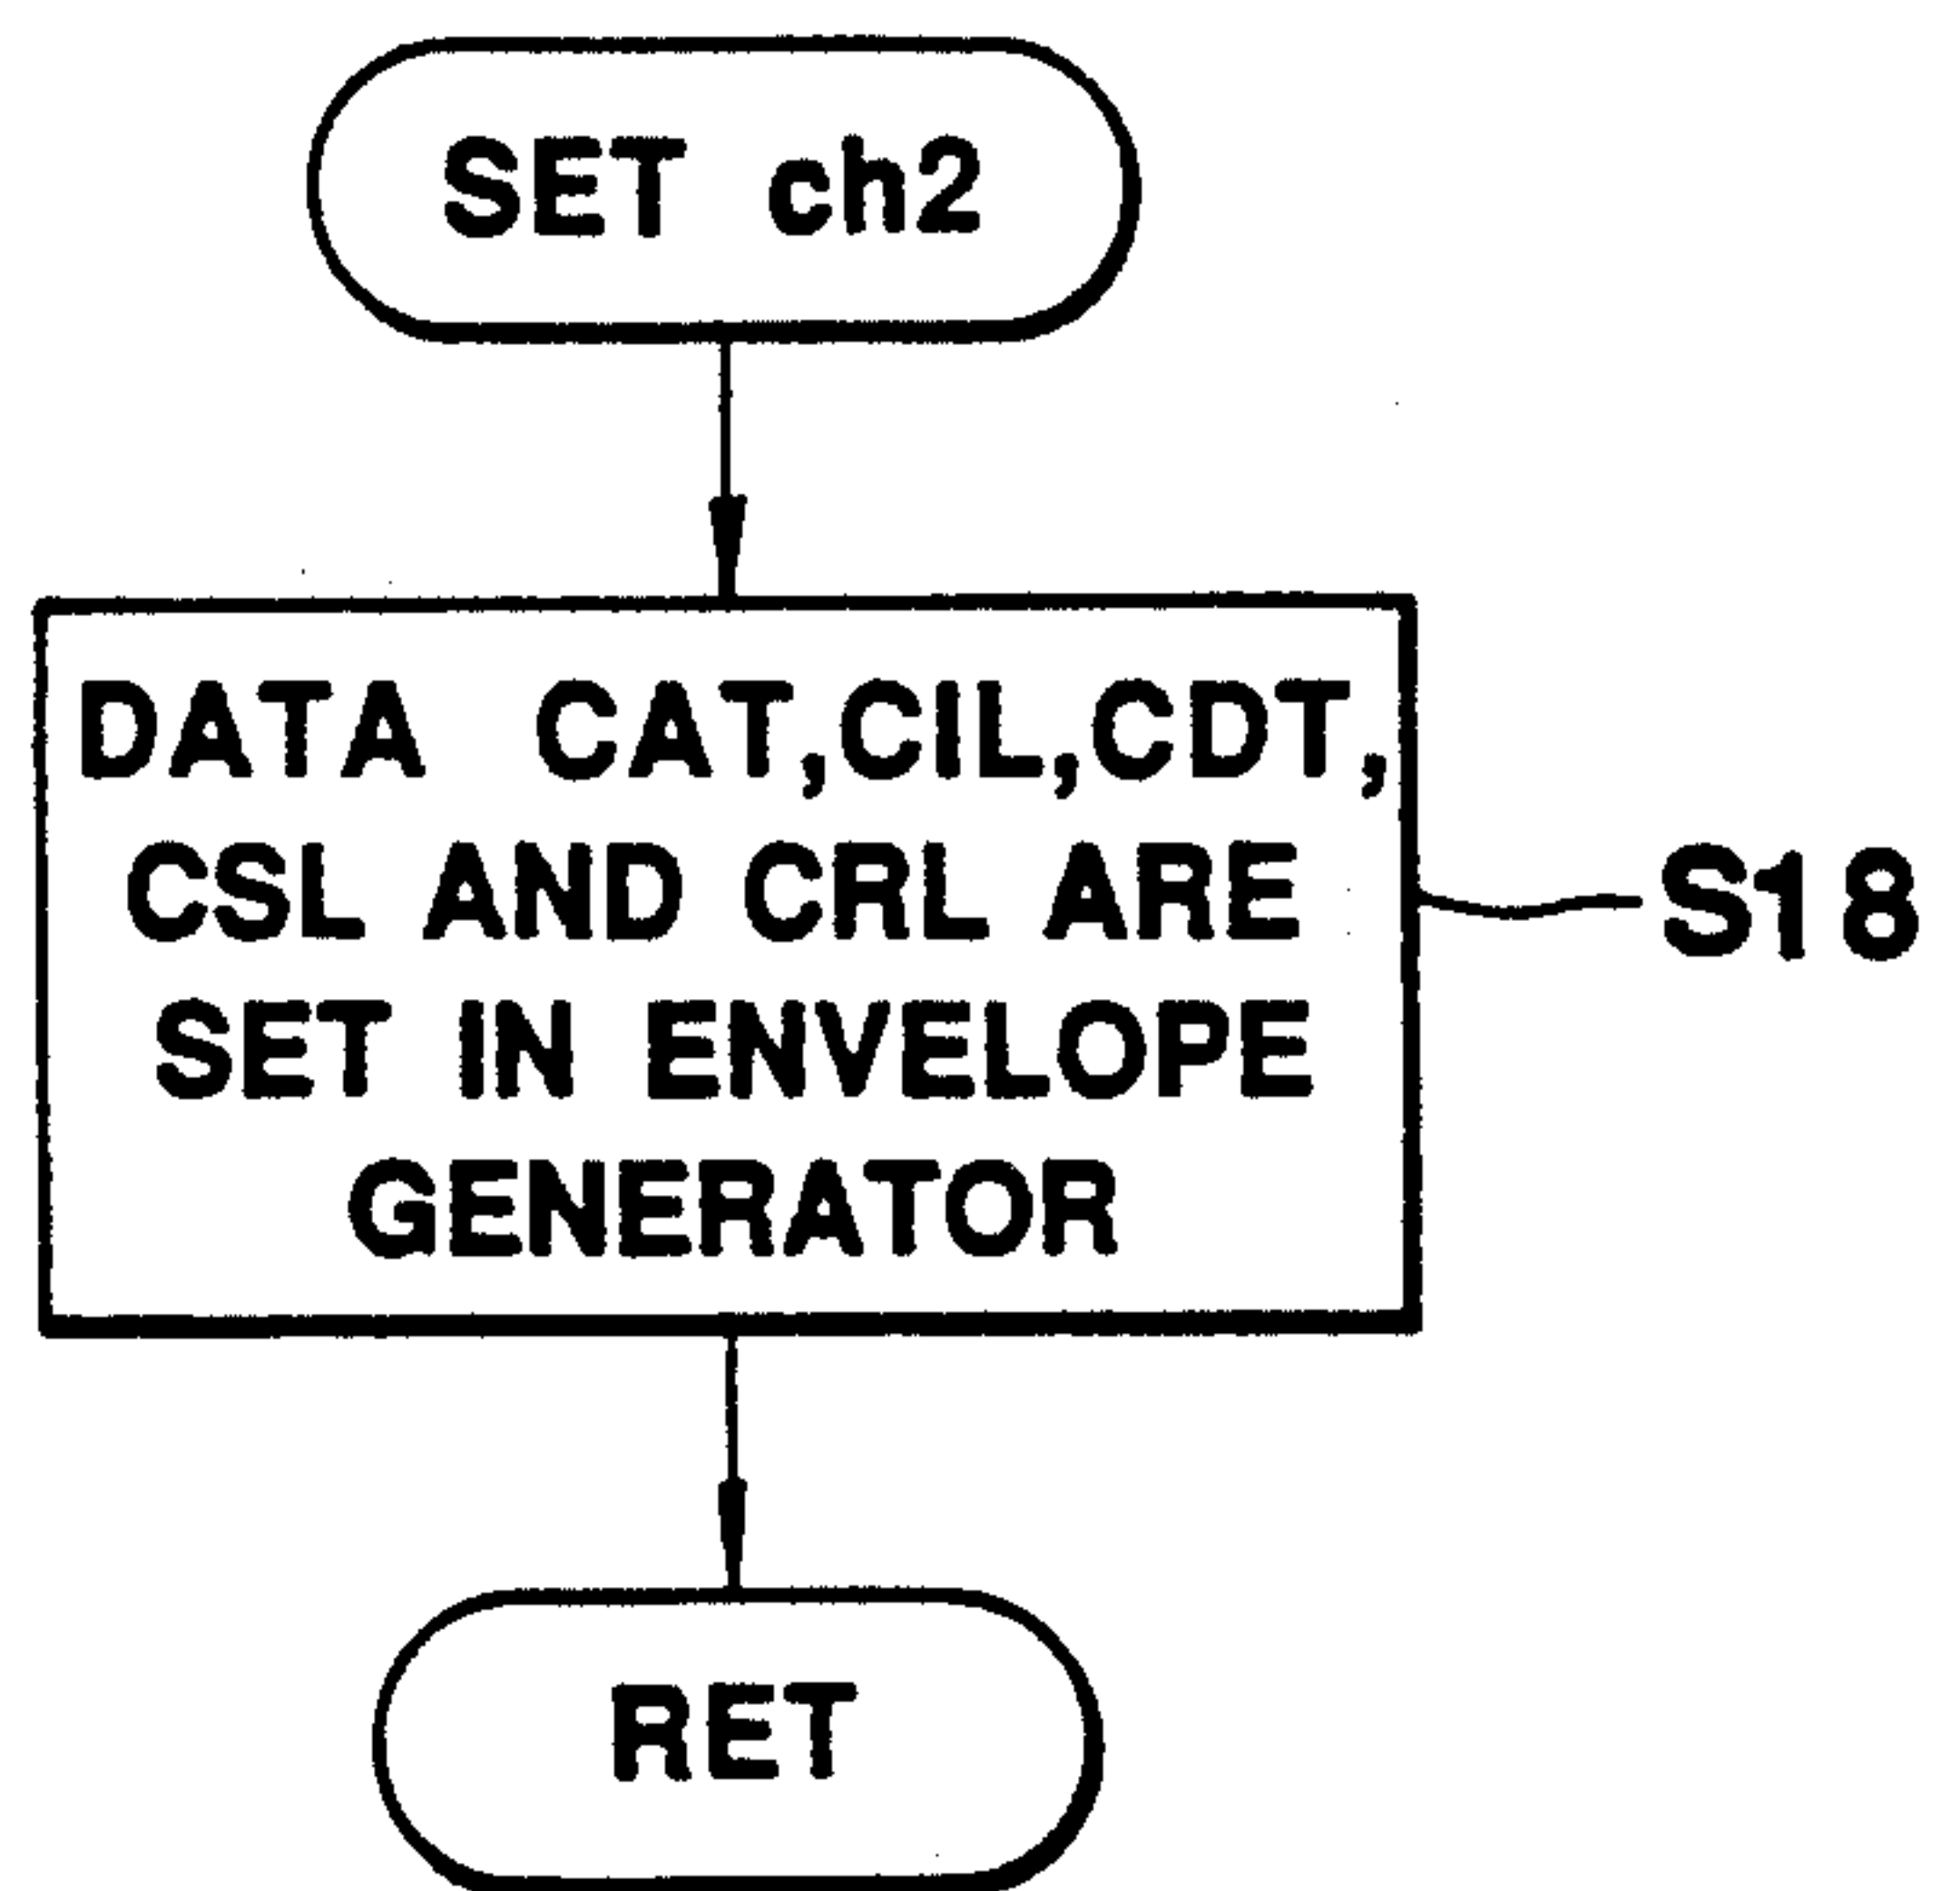 SET ch2
DATA CAT,CIL,CDT,
CSL AND CRL ARE
SET IN ENVELOPE
GENERATOR
S18
RET